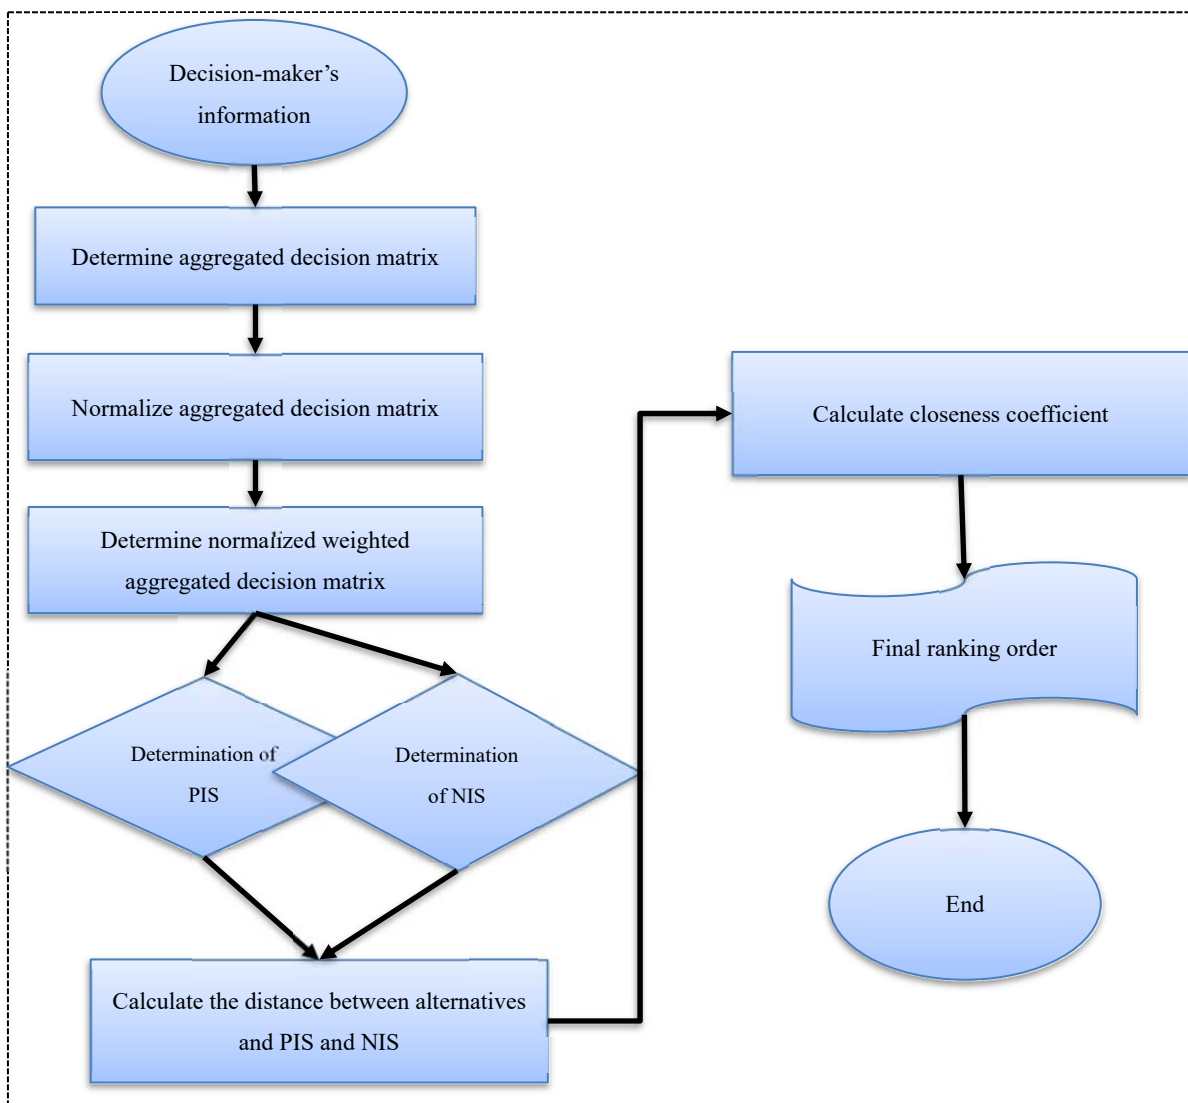 Decision-maker’s
information
Determine aggregated decision matrix
Normalize aggregated decision matrix
Determine normalized weighted
aggregated decision matrix
Determination of
PIS
Determination
of NIS
Calculate the distance between alternatives
and PIS and NIS
Calculate closeness coefficient
Final ranking order
End